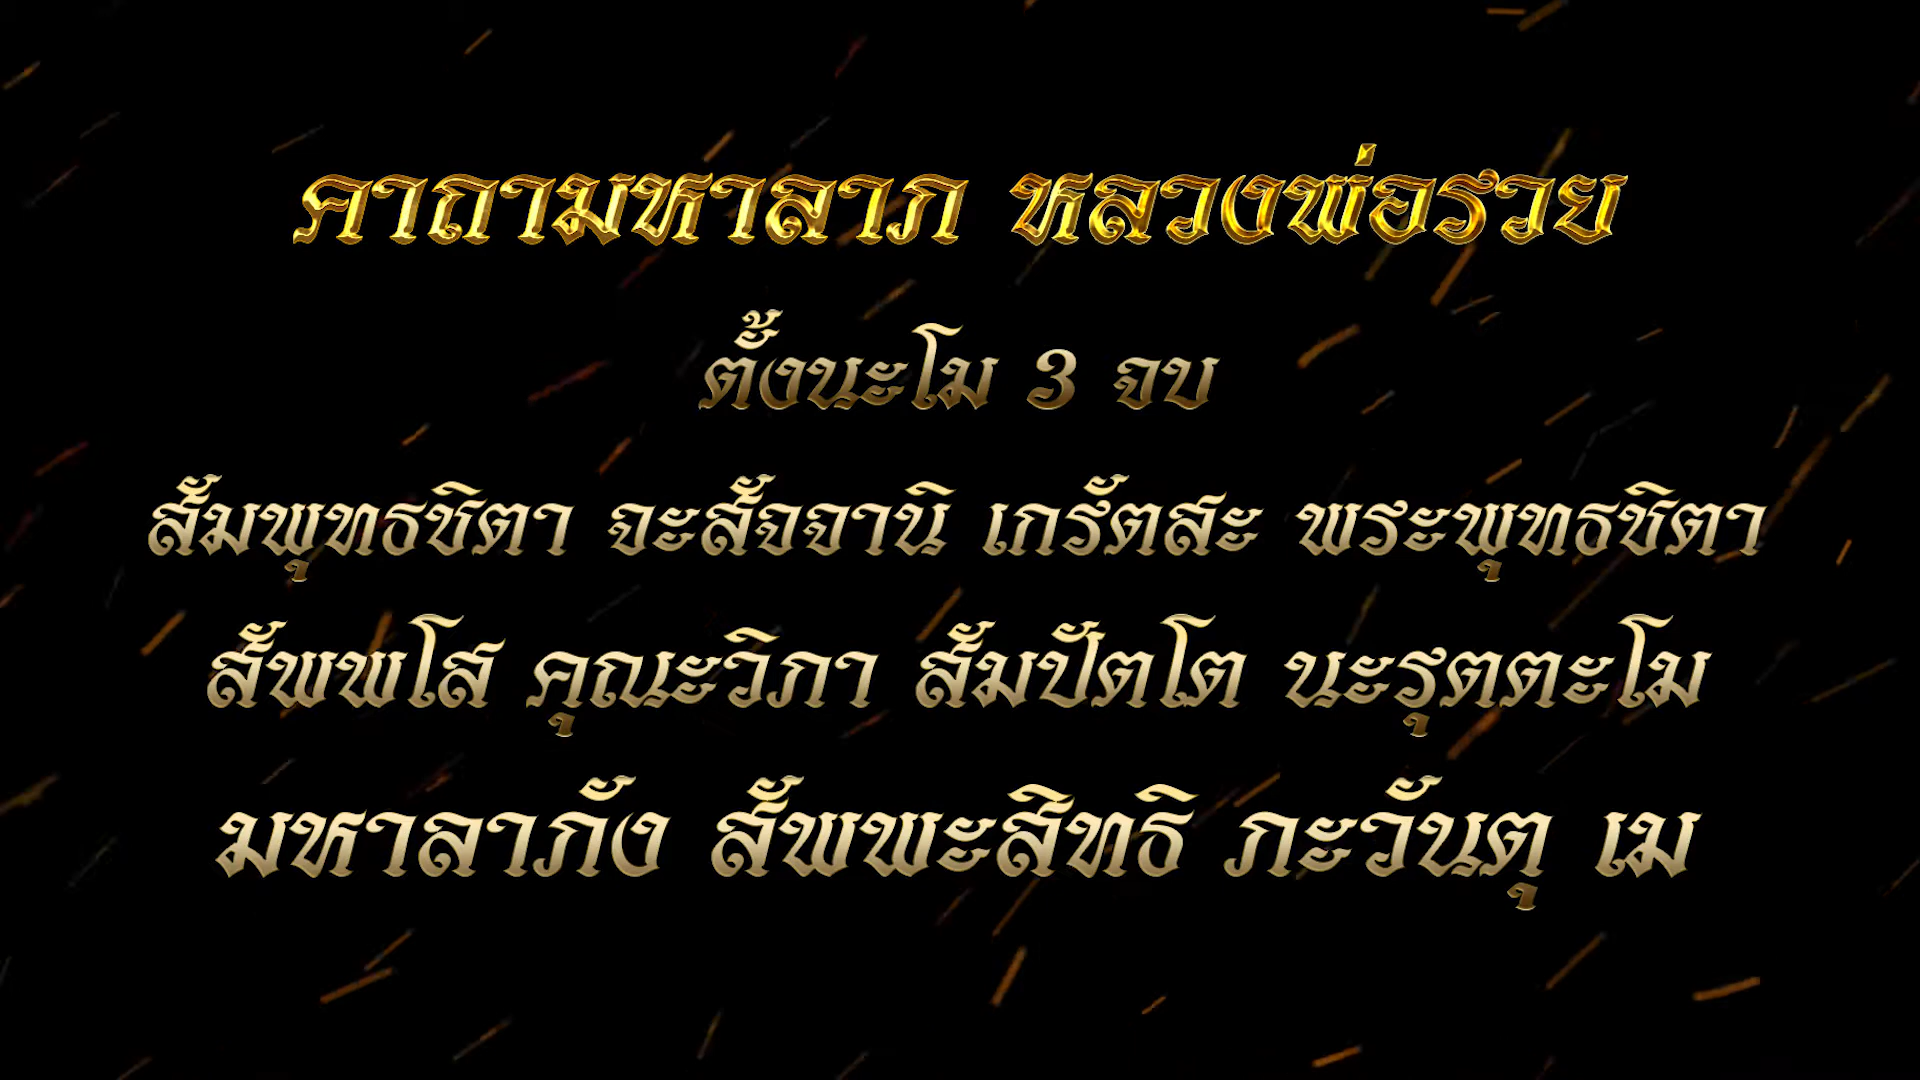 คาถามหาลาภ หลวงพ่อรวย
ตั้งนะโม 3 จบ
สัมพุทธชิตา จะสัจจานิ เกรัตสะ พระพุทธชิตา
สัพพโส คุณะวิภา สัมปัตโต นะรุตตะโม
มหาลาภัง สัพพะสิทธิ ภะวันตุ เม